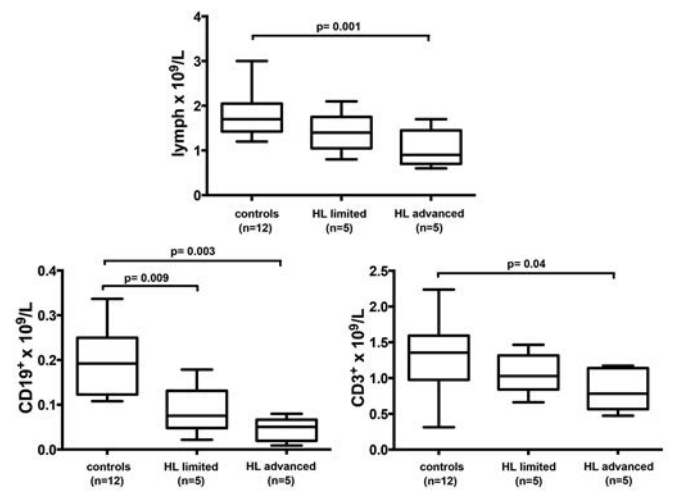 p= 0.001
lymph x 10⁹/L
4
3
2
1
0
controls
(n=12)
HL limited
(n=5)
HL advanced
(n=5)
p= 0.003
p= 0.009
CD19⁺ x 10⁹/L
0.4
0.3
0.2
0.1
0.0
controls
(n=12)
HL limited
(n=5)
HL advanced
(n=5)
p= 0.04
CD3⁺ x 10⁹/L
2.5
2.0
1.5
1.0
0.5
0.0
controls
(n=12)
HL limited
(n=5)
HL advanced
(n=5)